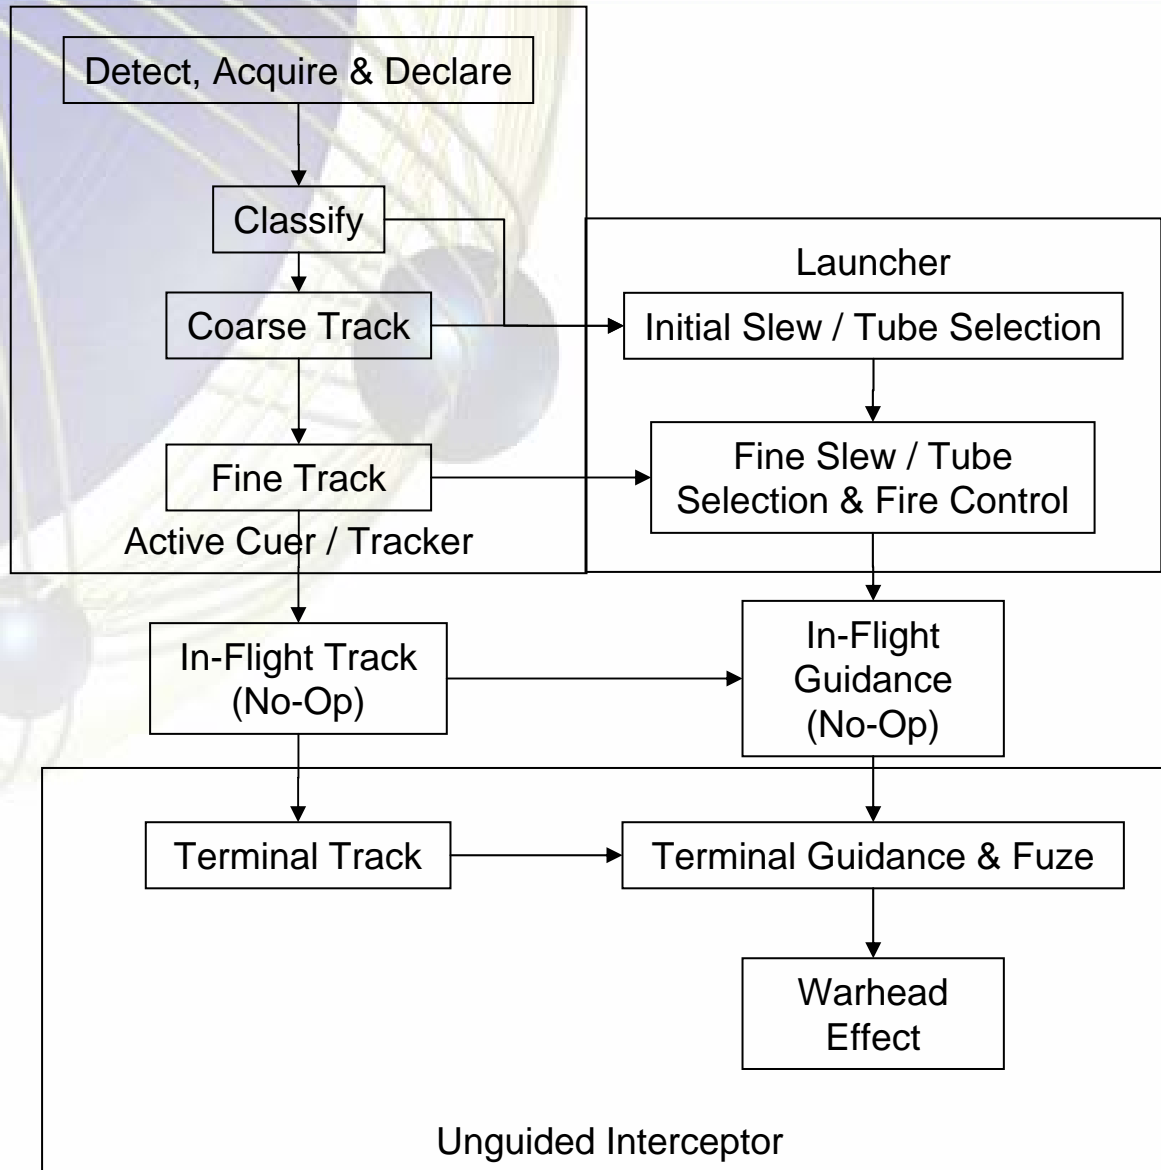 Detect, Acquire & Declare
Classify
Launcher
Coarse Track
Initial Slew / Tube Selection
Fine Track
Fine Slew / Tube
Selection & Fire Control
Active Cuer / Tracker
In-Flight Track
(No-Op)
In-Flight
Guidance
(No-Op)
Terminal Track
Terminal Guidance & Fuze
Warhead
Effect
Unguided Interceptor